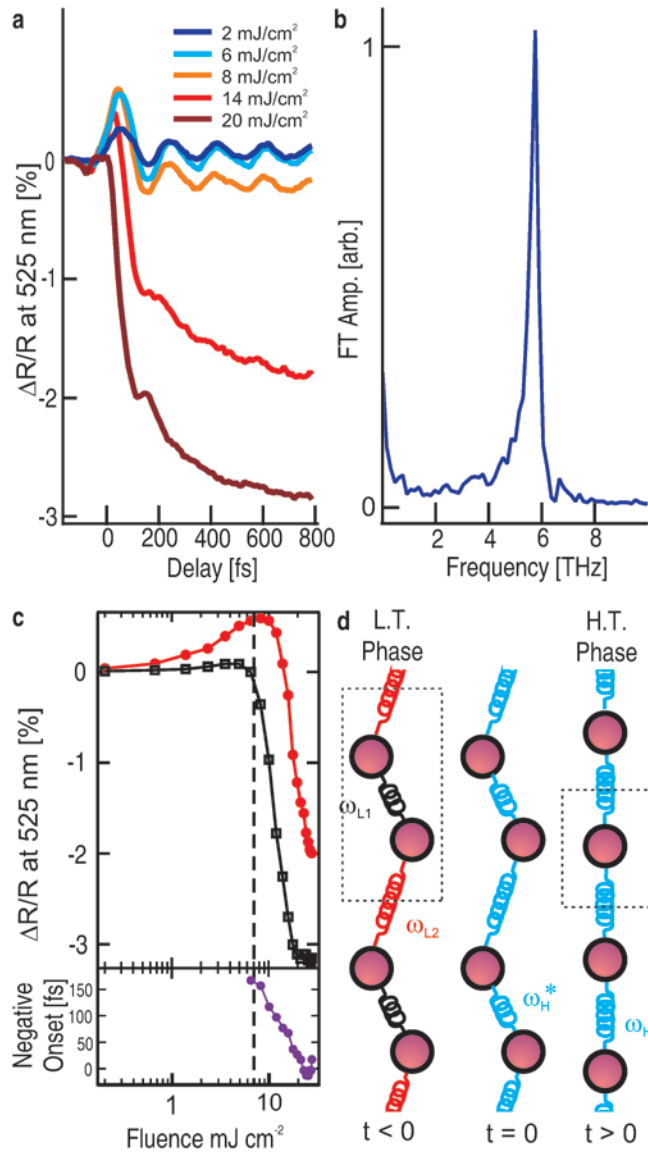 a
2 mJ/cm²
6 mJ/cm²
8 mJ/cm²
14 mJ/cm²
20 mJ/cm²
ΔR/R at 525 nm [%]
0
-1
-2
-3
0 200 400 600 800
Delay [fs]
b
FT Amp. [arb.]
1
0
2 4 6 8
Frequency [THz]
c
ΔR/R at 525 nm [%]
0
-1
-2
-3
Negative
Onset [fs]
150
100
50
0
1 10
Fluence mJ cm⁻²
d
L.T.
Phase
H.T.
Phase
ωL1
ωL2
ωH*
ωH
t < 0 t = 0 t > 0